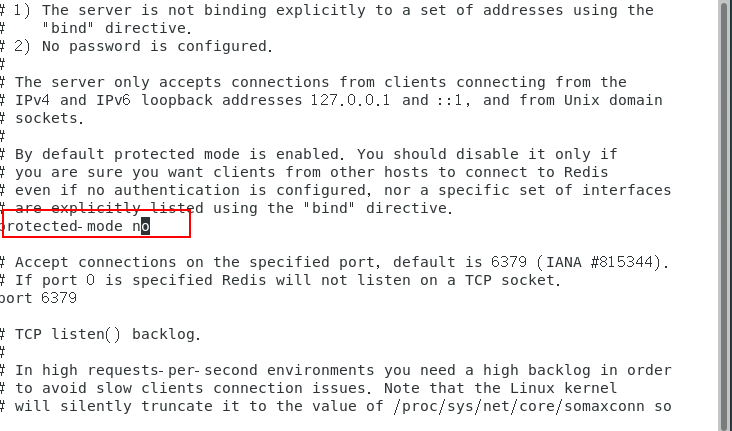 # 1) The server is not binding explicitly to a set of addresses using the
#    "bind" directive.
# 2) No password is configured.
#
# The server only accepts connections from clients connecting from the
# IPv4 and IPv6 loopback addresses 127.0.0.1 and ::1, and from Unix domain
# sockets.
#
# By default protected mode is enabled. You should disable it only if
# you are sure you want clients from other hosts to connect to Redis
# even if no authentication is configured, nor a specific set of interfaces
# are explicitly listed using the "bind" directive.
protected-mode no
# Accept connections on the specified port, default is 6379 (IANA #815344).
# If port 0 is specified Redis will not listen on a TCP socket.
port 6379
# TCP listen() backlog.
#
# In high requests-per-second environments you need a high backlog in order
# to avoid slow clients connection issues. Note that the Linux kernel
# will silently truncate it to the value of /proc/sys/net/core/somaxconn so